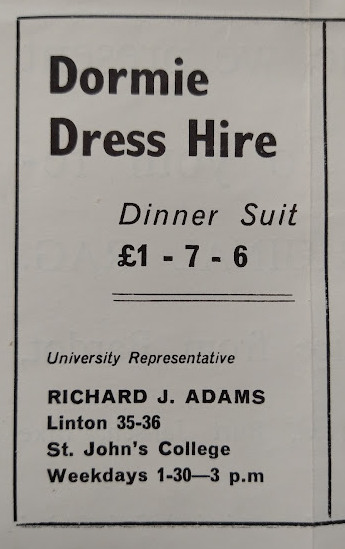 Dormie
Dress Hire
Dinner Suit
£1 - 7 - 6
University Representative
RICHARD J. ADAMS
Linton 35-36
St. John's College
Weekdays 1-30—3 p.m